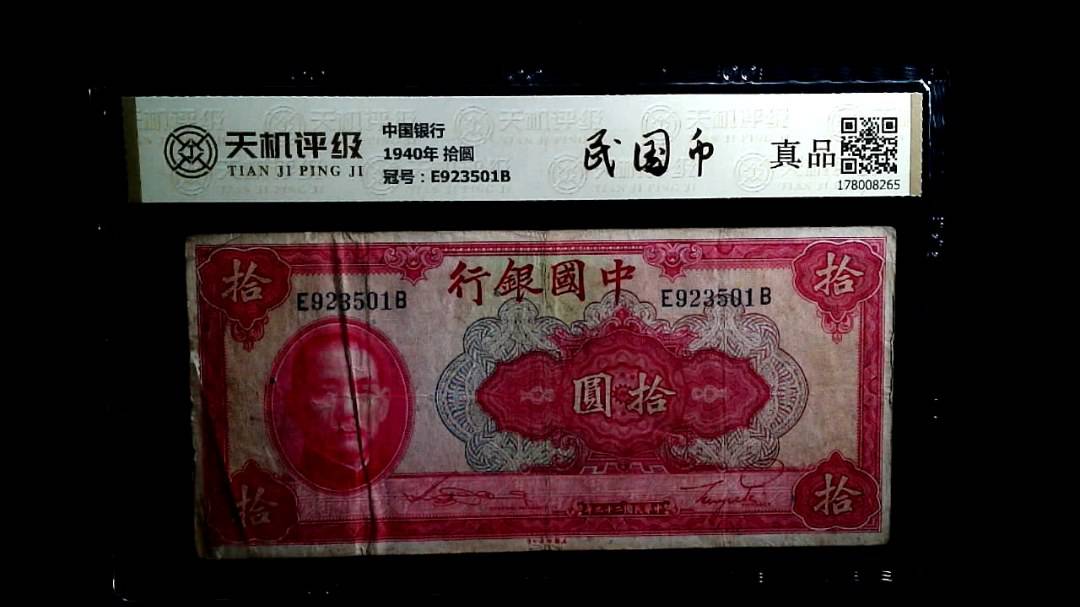 天机评级
TIAN JI PING JI
中国银行
1940年 拾圆
冠号：E923501B
民国币
真品
178008265
行銀國中
拾
拾
E923501B
E923501B
圓拾
拾
拾